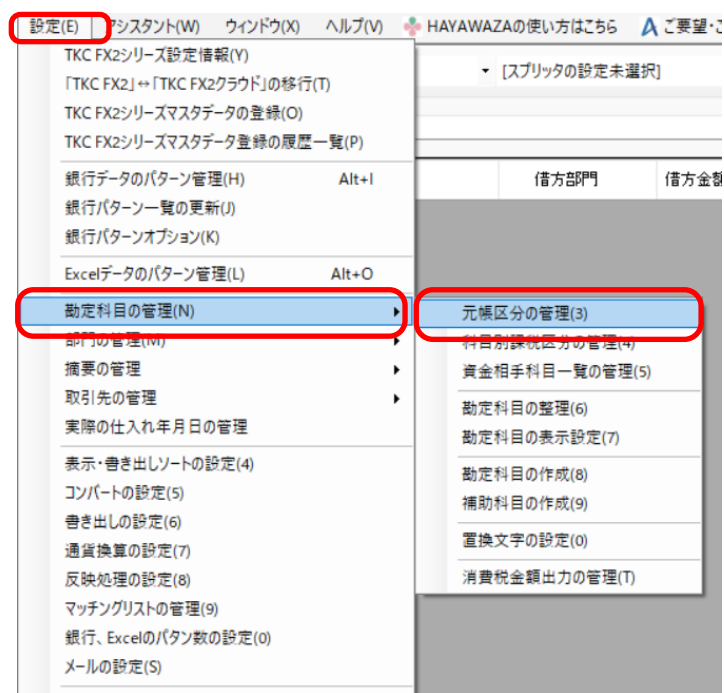 設定(E) アシスタント(W) ウィンドウ(X) ヘルプ(V) HAYAWAZAの使い方はこちら ご要望・ご
TKC FX2シリーズ設定情報(Y)
「TKC FX2」↔「TKC FX2クラウド」の移行(T)
[スプリッタの設定未選択]
TKC FX2シリーズマスタデータの登録(O)
TKC FX2シリーズマスタデータ登録の履歴一覧(P)
銀行データのパターン管理(H) Alt+I
借方部門 借方金額
銀行パターン一覧の更新(J)
銀行パターンオプション(K)
Excelデータのパターン管理(L) Alt+O
勘定科目の管理(N)
部門の管理(M)
摘要の管理
取引先の管理
実際の仕入れ年月日の管理
表示・書き出しソートの設定(4)
コンバートの設定(5)
書き出しの設定(6)
通貨換算の設定(7)
反映処理の設定(8)
マッチングリストの管理(9)
銀行、Excelのパタン数の設定(0)
メールの設定(S)
元帳区分の管理(3)
科目別課税区分の管理(4)
資金相手科目一覧の管理(5)
勘定科目の整理(6)
勘定科目の表示設定(7)
勘定科目の作成(8)
補助科目の作成(9)
置換文字の設定(0)
消費税金額出力の管理(T)